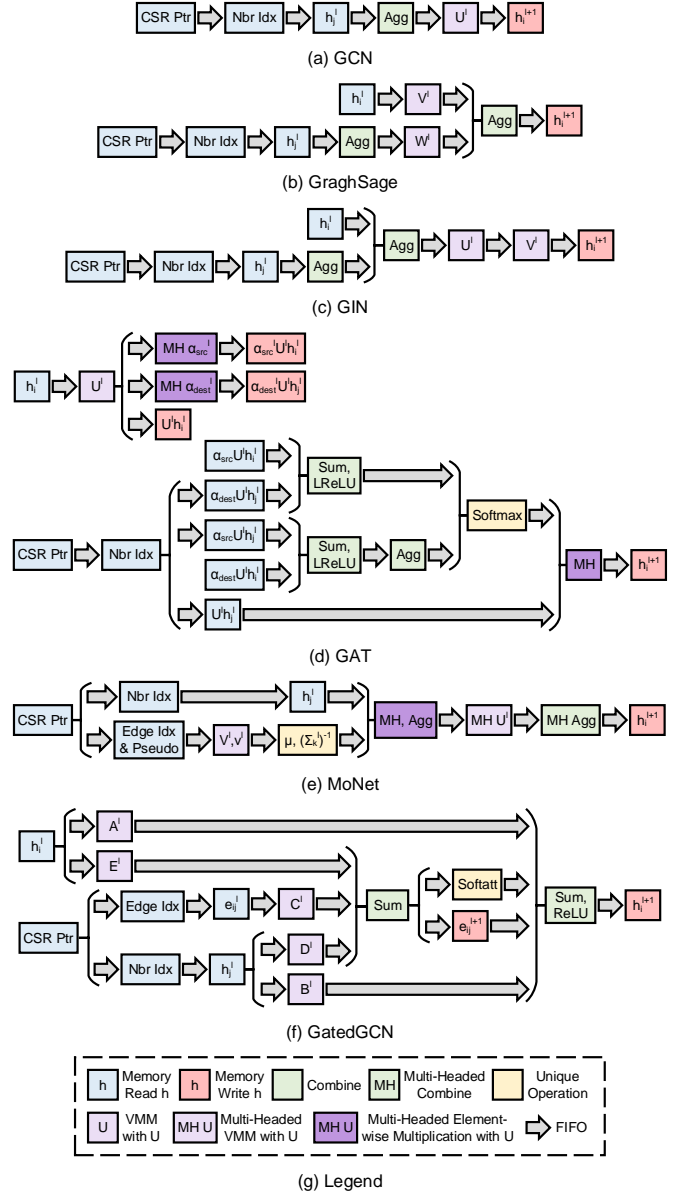 CSR Ptr Nbr Idx h_j^l Agg U^l h_i^{l+1}
(a) GCN
h_i^l V^l
Agg h_i^{l+1}
CSR Ptr Nbr Idx h_j^l Agg W^l
(b) GraghSage
h_i^l
Agg U^l V^l h_i^{l+1}
CSR Ptr Nbr Idx h_j^l Agg
(c) GIN
MH α_src^l α_src^l U^l h_i^l
h_i^l U^l MH α_dest^l α_dest^l U^l h_j^l
U^l h_i^l
α_src U^l h_i^l
Sum,
LReLU
α_dest U^l h_j^l
Softmax
α_src U^l h_j^l
CSR Ptr Nbr Idx Sum,
LReLU Agg MH h_i^{l+1}
α_dest U^l h_i^l
U^l h_j^l
(d) GAT
Nbr Idx h_j^l
CSR Ptr MH, Agg MH U^l MH Agg h_i^{l+1}
Edge Idx
& Pseudo V^l,v^l μ, (Σ_k^l)^{-1}
(e) MoNet
A^l
h_i^l
E^l
Softatt
Edge Idx e_ij^l C^l Sum Sum,
ReLU h_i^{l+1}
e_ij^{l+1}
CSR Ptr
D^l
Nbr Idx h_j^l
B^l
(f) GatedGCN
h Memory
Read h
h Memory
Write h
Combine
MH Multi-Headed
Combine
Unique
Operation
U VMM
with U
MH U Multi-Headed
VMM with U
MH U Multi-Headed Element-
wise Multiplication with U
FIFO
(g) Legend